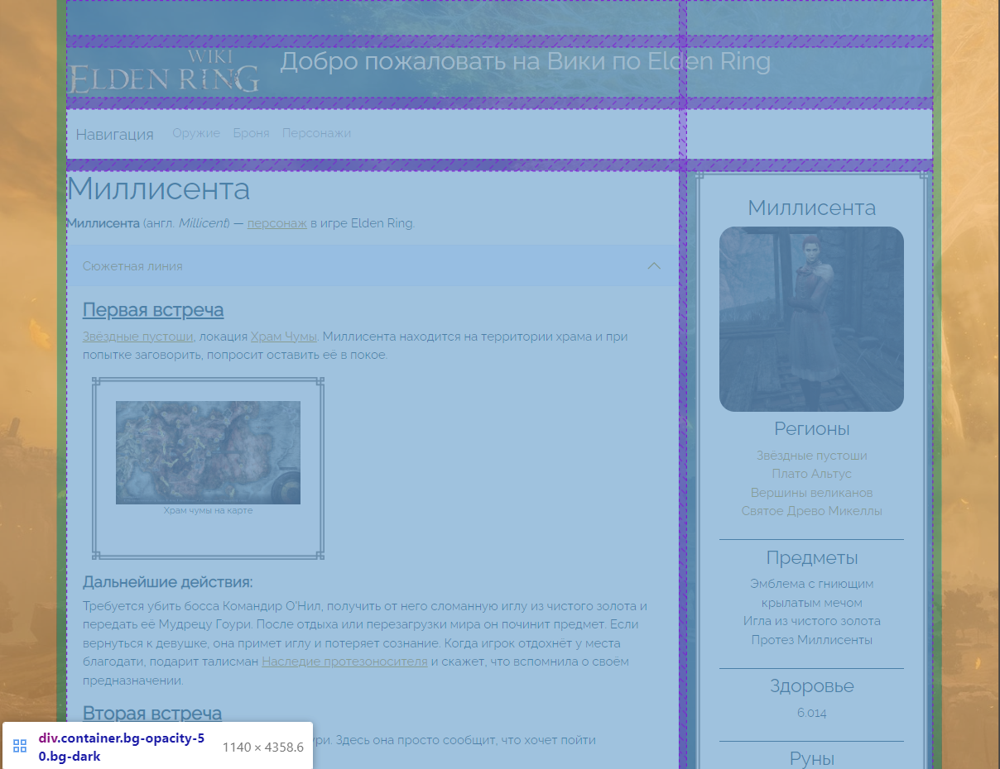 WIKI
ELDEN RING
Добро пожаловать на Вики по Elden Ring
Навигация Оружие Броня Персонажи
Миллисента
Миллисента (англ. Millicent) — персонаж в игре Elden Ring.
Сюжетная линия
Первая встреча
Звёздные пустоши, локация Храм Чумы. Миллисента находится на территории храма и при
попытке заговорить, попросит оставить её в покое.
Храм чумы на карте
Дальнейшие действия:
Требуется убить босса Командир О'Нил, получить от него сломанную иглу из чистого золота и
передать её Мудрецу Гоури. После отдыха или перезагрузки мира он починит предмет. Если
вернуться к девушке, она примет иглу и потеряет сознание. Когда игрок отдохнёт у места
благодати, подарит талисман Наследие протезоносителя и скажет, что вспомнила о своём
предназначении.
Вторая встреча
ури. Здесь она просто сообщит, что хочет пойти
Миллисента
Регионы
Звёздные пустоши
Плато Альтус
Вершины великанов
Святое Древо Микеллы
Предметы
Эмблема с гниющим
крылатым мечом
Игла из чистого золота
Протез Миллисенты
Здоровье
6.014
Руны
div.container.bg-opacity-5
0.bg-dark
1140 × 4358.6